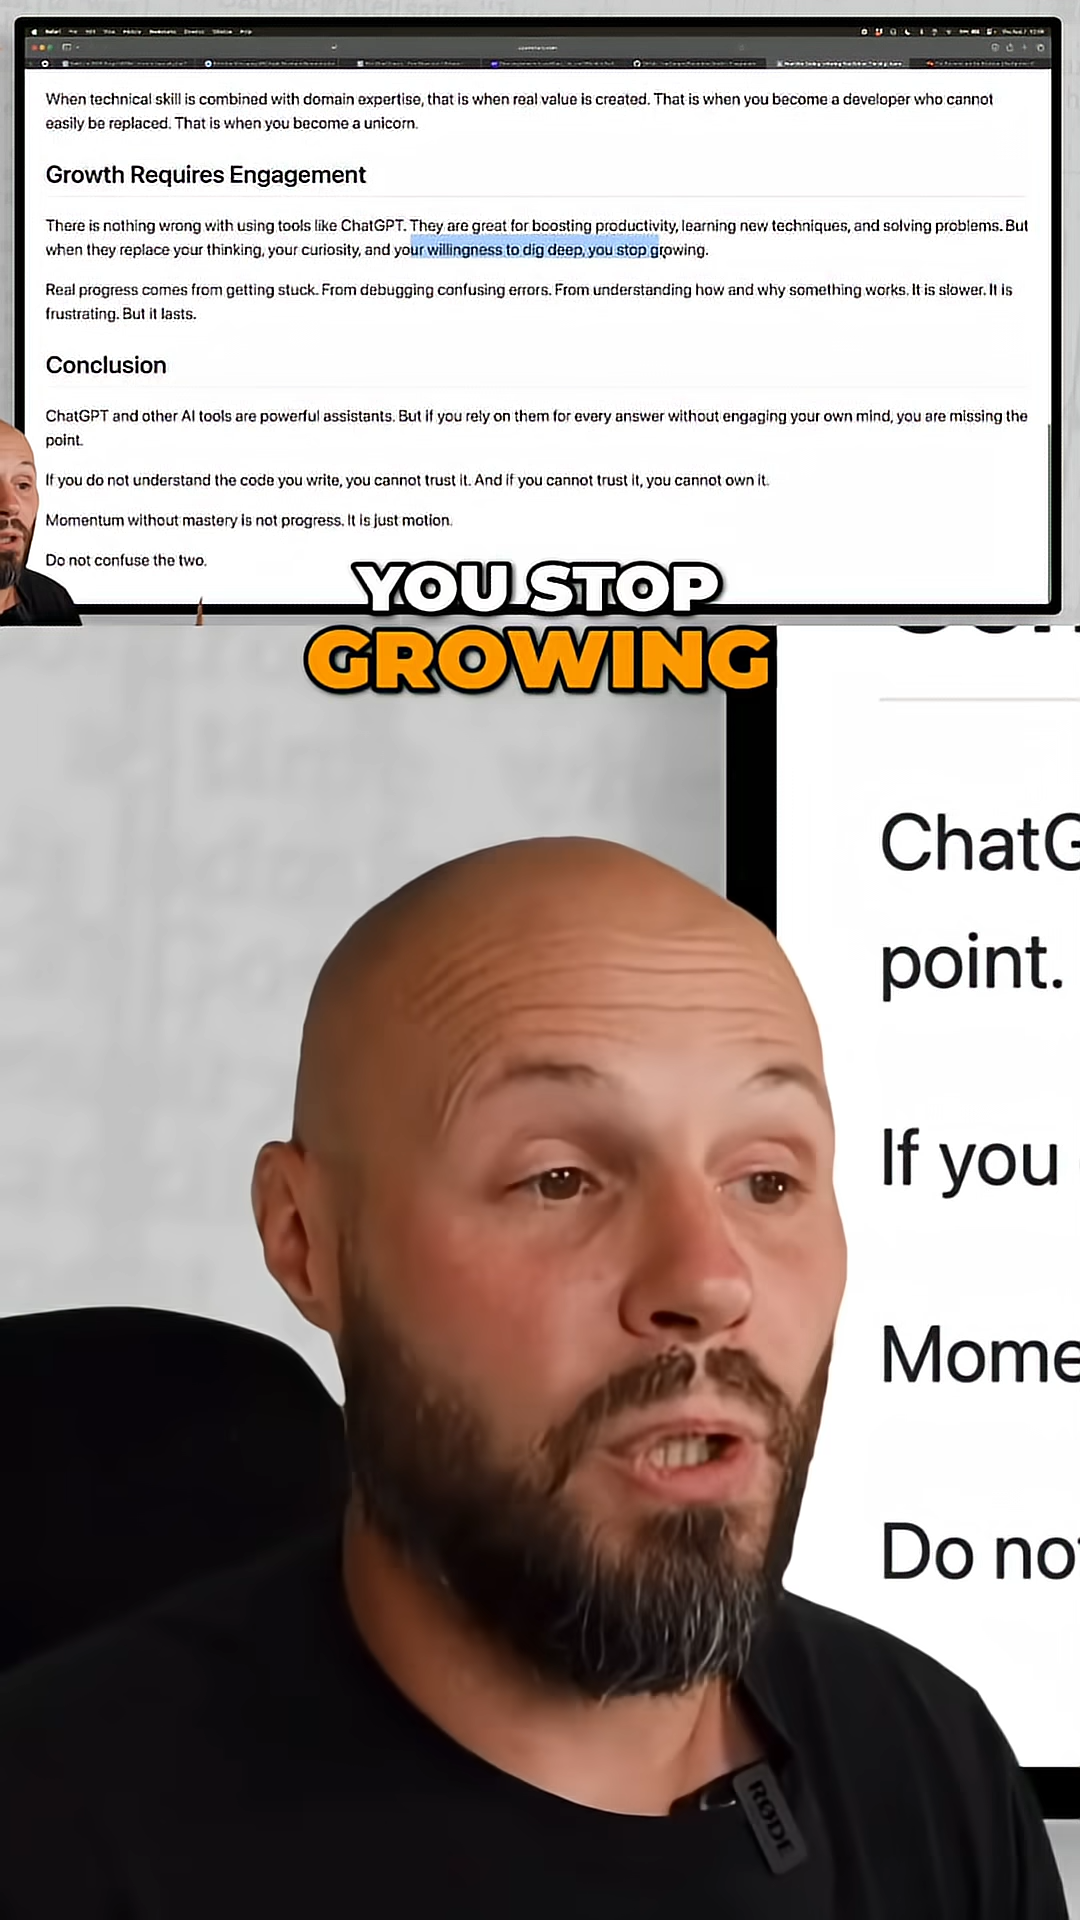 When technical skill is combined with domain expertise, that is when real value is created. That is when you become a developer who cannot
easily be replaced. That is when you become a unicorn.
Growth Requires Engagement
There is nothing wrong with using tools like ChatGPT. They are great for boosting productivity, learning new techniques, and solving problems. But
when they replace your thinking, your curiosity, and your willingness to dig deep, you stop growing.
Real progress comes from getting stuck. From debugging confusing errors. From understanding how and why something works. It is slower. It is
frustrating. But it lasts.
Conclusion
ChatGPT and other AI tools are powerful assistants. But if you rely on them for every answer without engaging your own mind, you are missing the
point.
If you do not understand the code you write, you cannot trust it. And if you cannot trust it, you cannot own it.
Momentum without mastery is not progress. It is just motion.
Do not confuse the two.
YOU STOP
GROWING
ChatG
point.
If you
Mome
Do not
RØDE